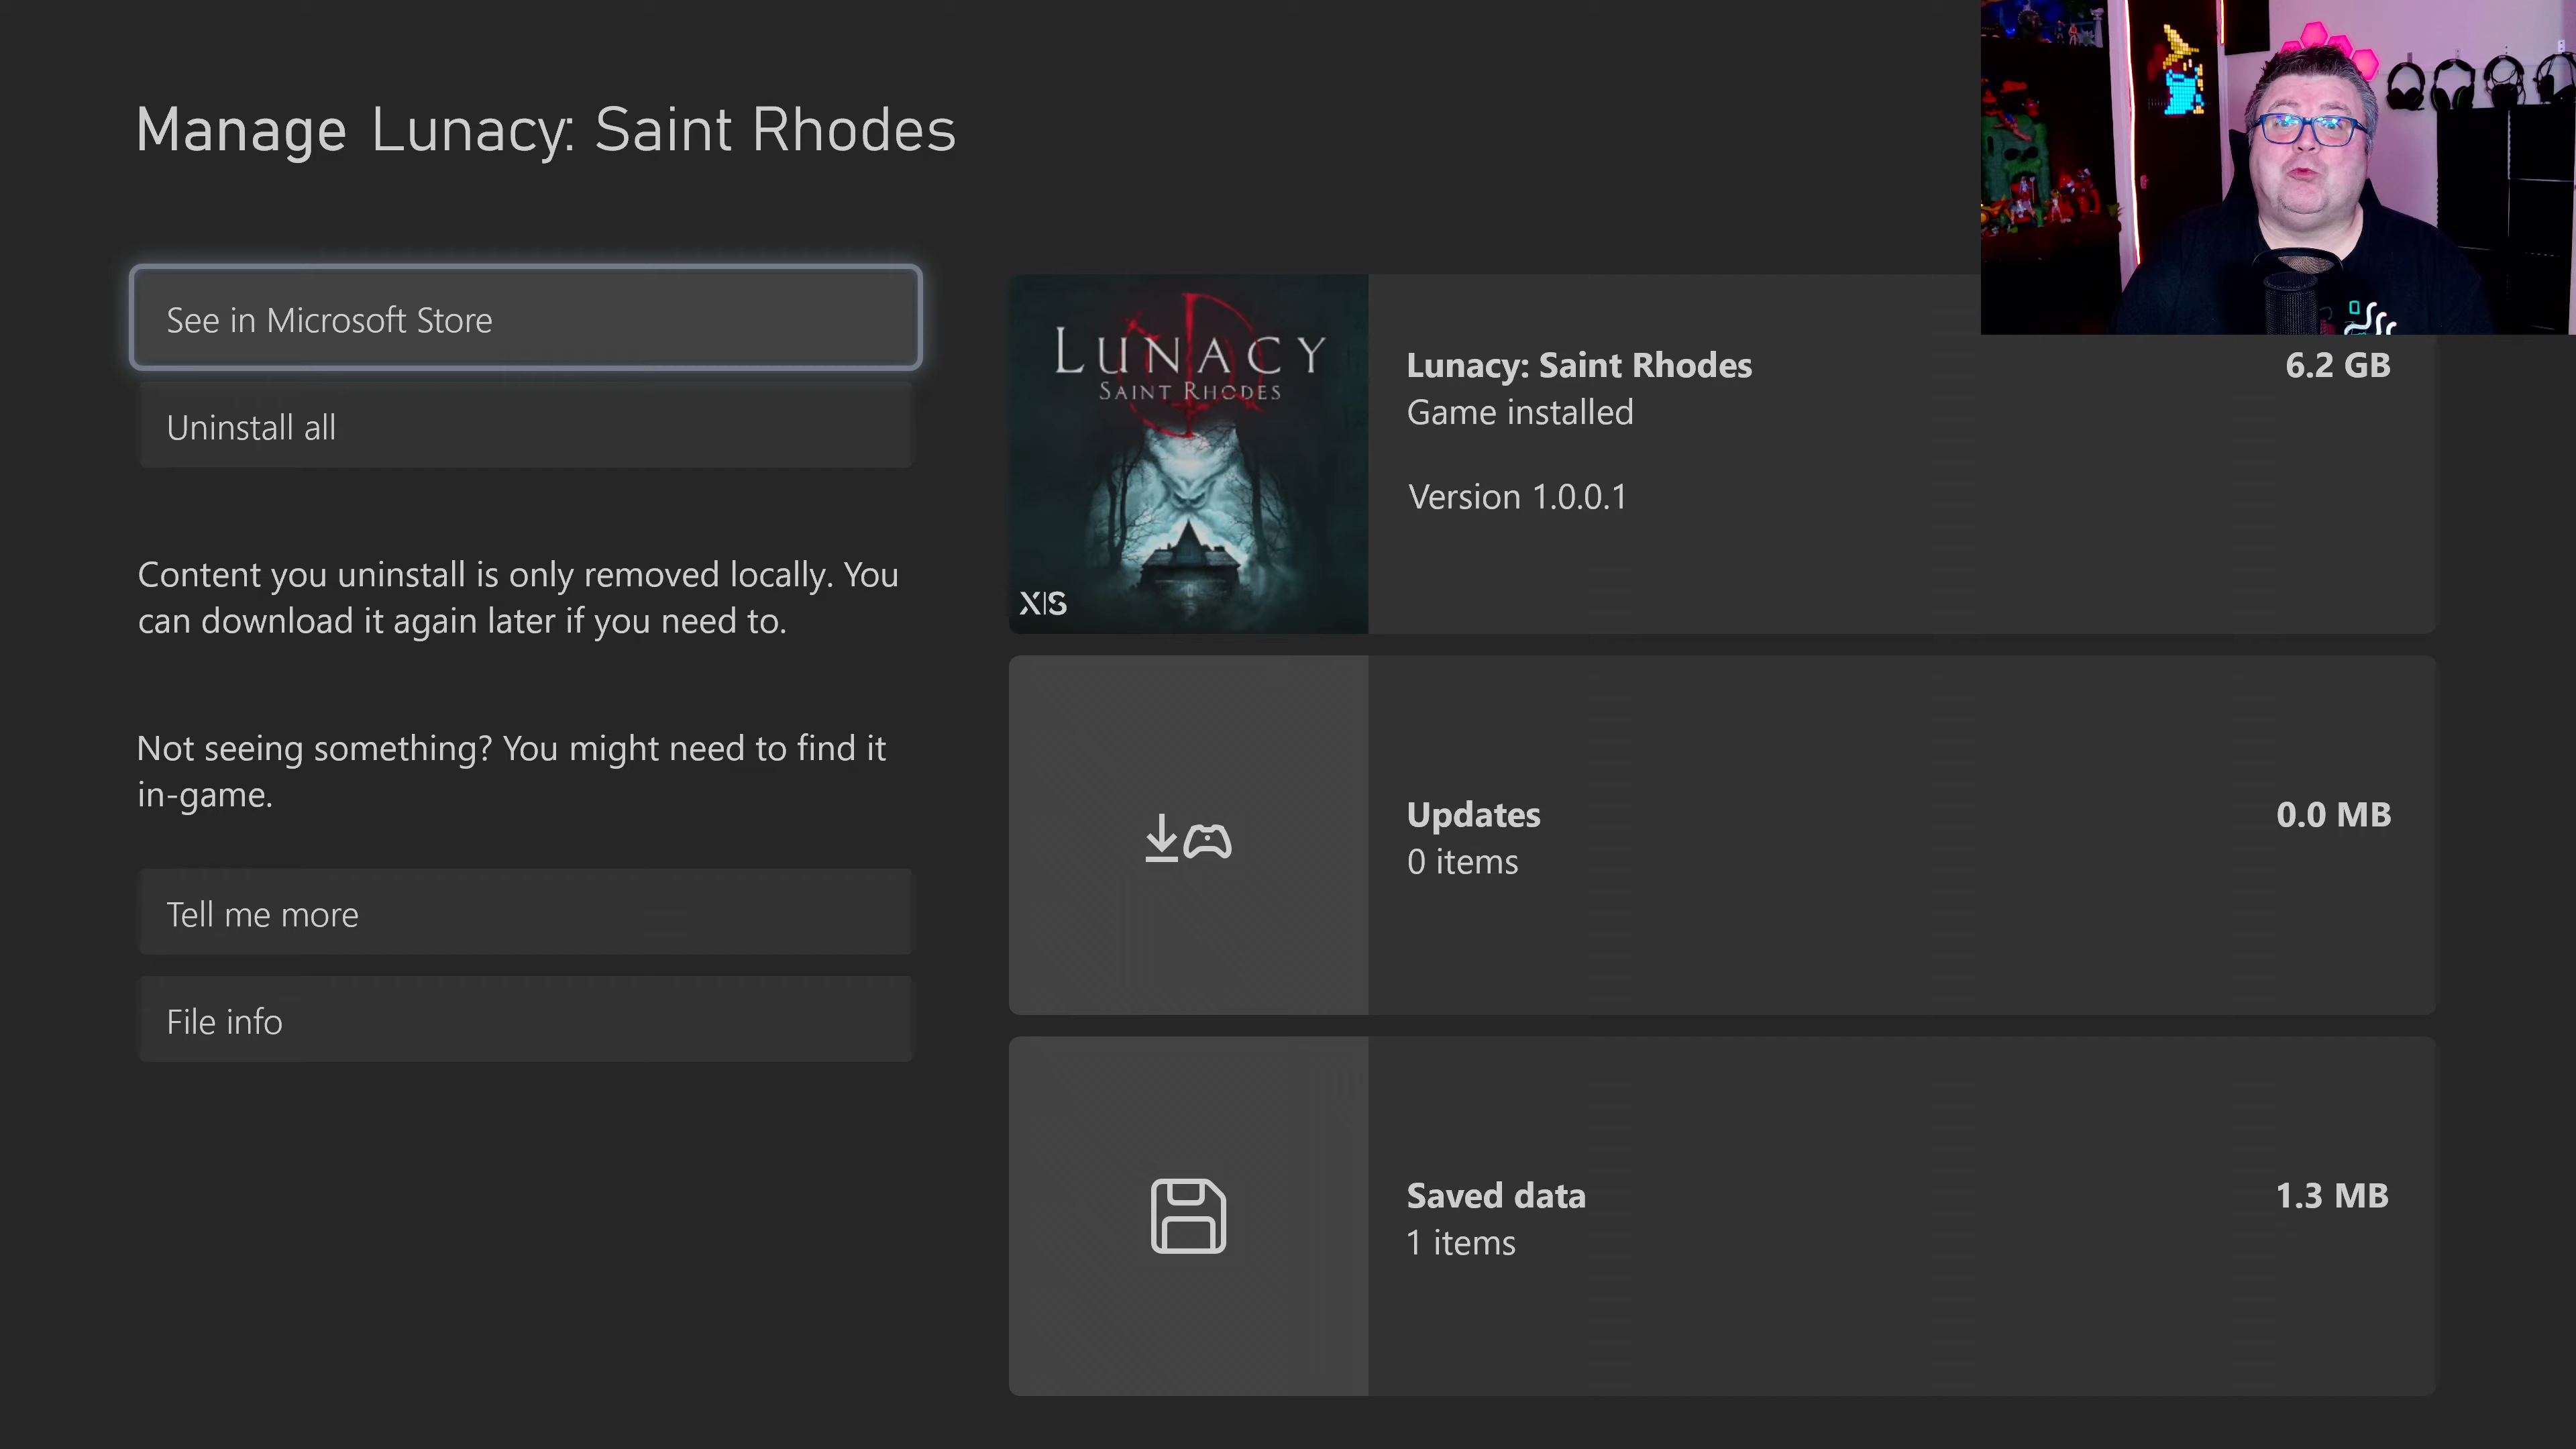 Manage Lunacy: Saint Rhodes
See in Microsoft Store
Uninstall all
Content you uninstall is only removed locally. You
can download it again later if you need to.
Not seeing something? You might need to find it
in-game.
Tell me more
File info
LUNACY
SAINT RHODES
X|S
Lunacy: Saint Rhodes
6.2 GB
Game installed
Version 1.0.0.1
Updates
0.0 MB
0 items
Saved data
1.3 MB
1 items